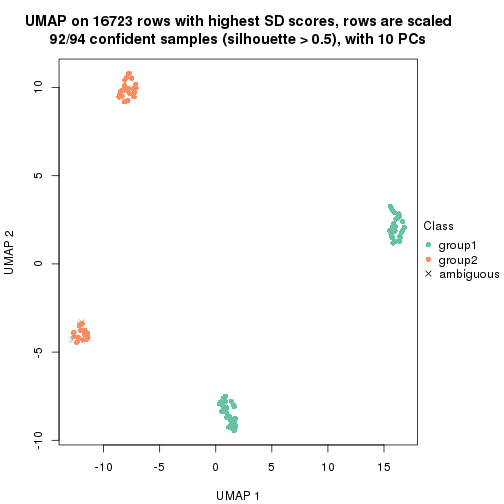 UMAP on 16723 rows with highest SD scores, rows are scaled
92/94 confident samples (silhouette > 0.5), with 10 PCs
10
5
0
-5
-10
UMAP 2
-10 -5 0 5 10 15
UMAP 1
Class
group1
group2
ambiguous